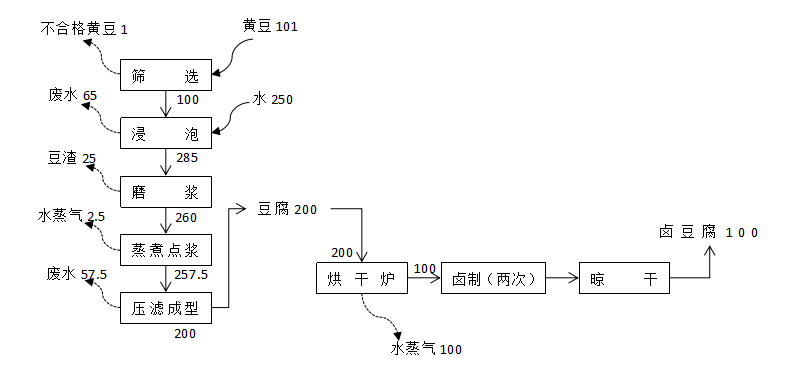 不合格黄豆 1
黄豆 101
筛 选
100
废水 65
水 250
浸 泡
285
豆渣 25
磨 浆
260
水蒸气 2.5
豆腐 200
蒸煮点浆
257.5
废水 57.5
压滤成型
200
200
烘干炉
100
卤制（两次）
晾 干
卤豆腐 100
水蒸气 100